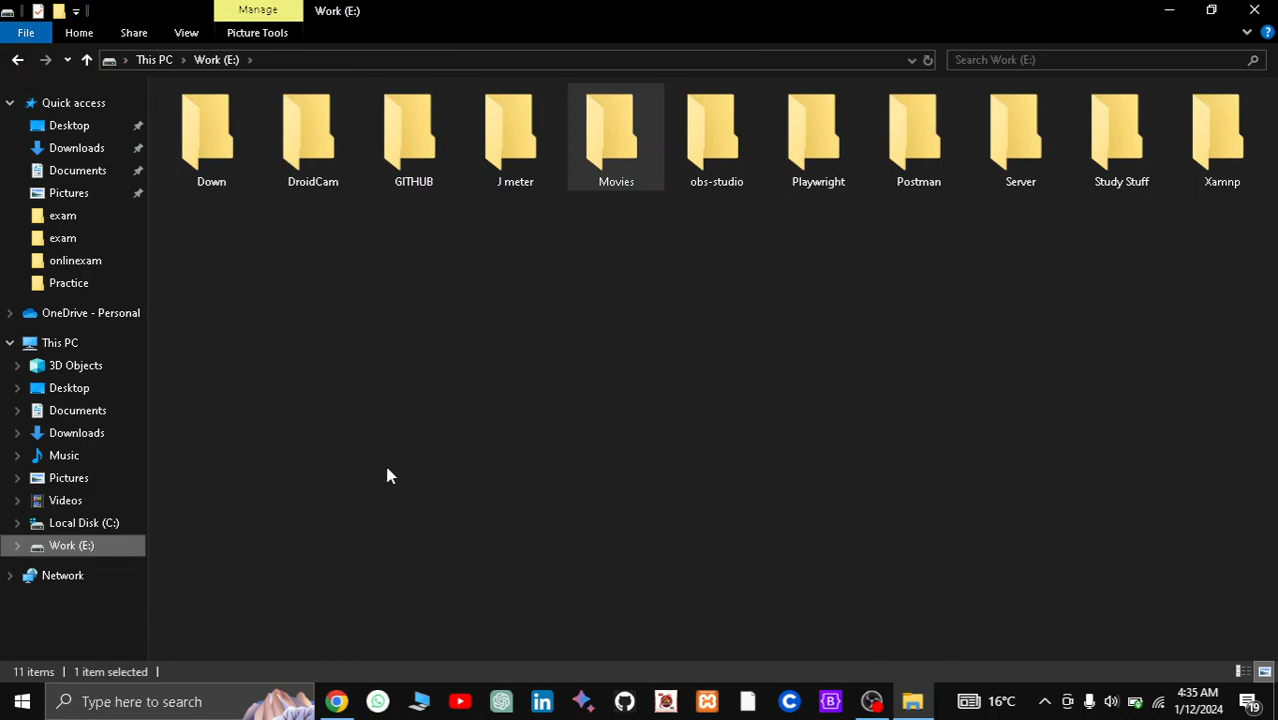 Manage
Work (E:)
File
Home
Share
View
Picture Tools
This PC
Work (E:)
Search Work (E:)
Quick access
Desktop
Downloads
Documents
Pictures
exam
exam
onlinexam
Practice
OneDrive - Personal
This PC
3D Objects
Desktop
Documents
Downloads
Music
Pictures
Videos
Local Disk (C:)
Work (E:)
Network
Down
DroidCam
GITHUB
J meter
Movies
obs-studio
Playwright
Postman
Server
Study Stuff
Xamnp
11 items
1 item selected
Type here to search
16°C
4:35 AM
1/12/2024
19